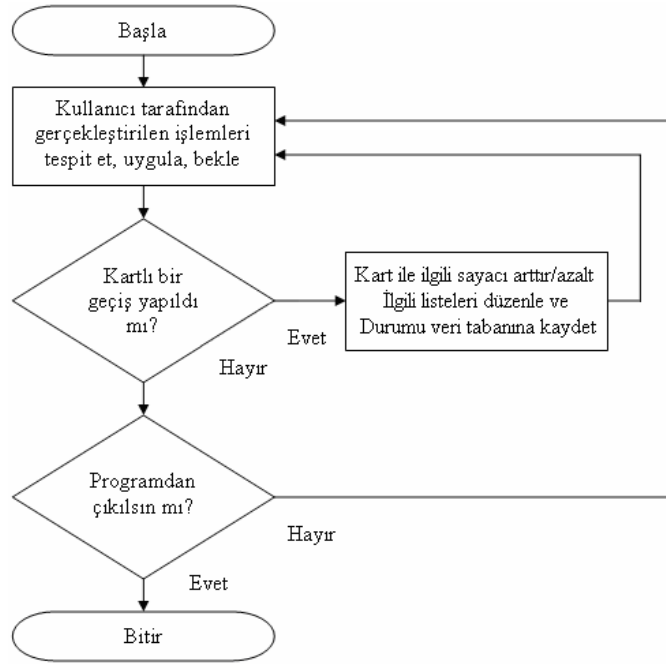 Başla
Kullanıcı tarafından
gerçekleştirilen işlemleri
tespit et, uygula, bekle
Kartlı bir
geçiş yapıldı
mı?
Evet
Kart ile ilgili sayacı arttır/azalt
İlgili listeleri düzenle ve
Durumu veri tabanına kaydet
Hayır
Programdan
çıkılsın mı?
Hayır
Evet
Bitir